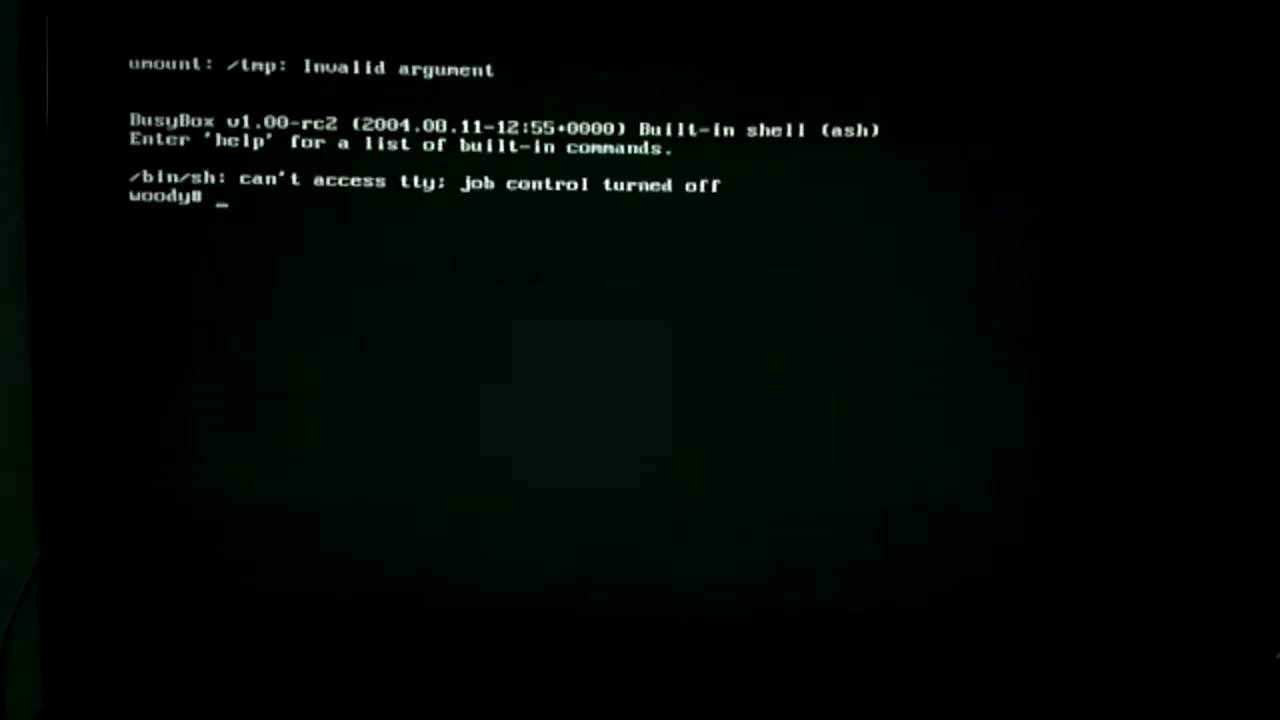 umount: /tmp: Invalid argument
BusyBox v1.00-rc2 (2004.08.11-12:55+0000) Built-in shell (ash)
Enter 'help' for a list of built-in commands.
/bin/sh: can't access tty; job control turned off
woody# _